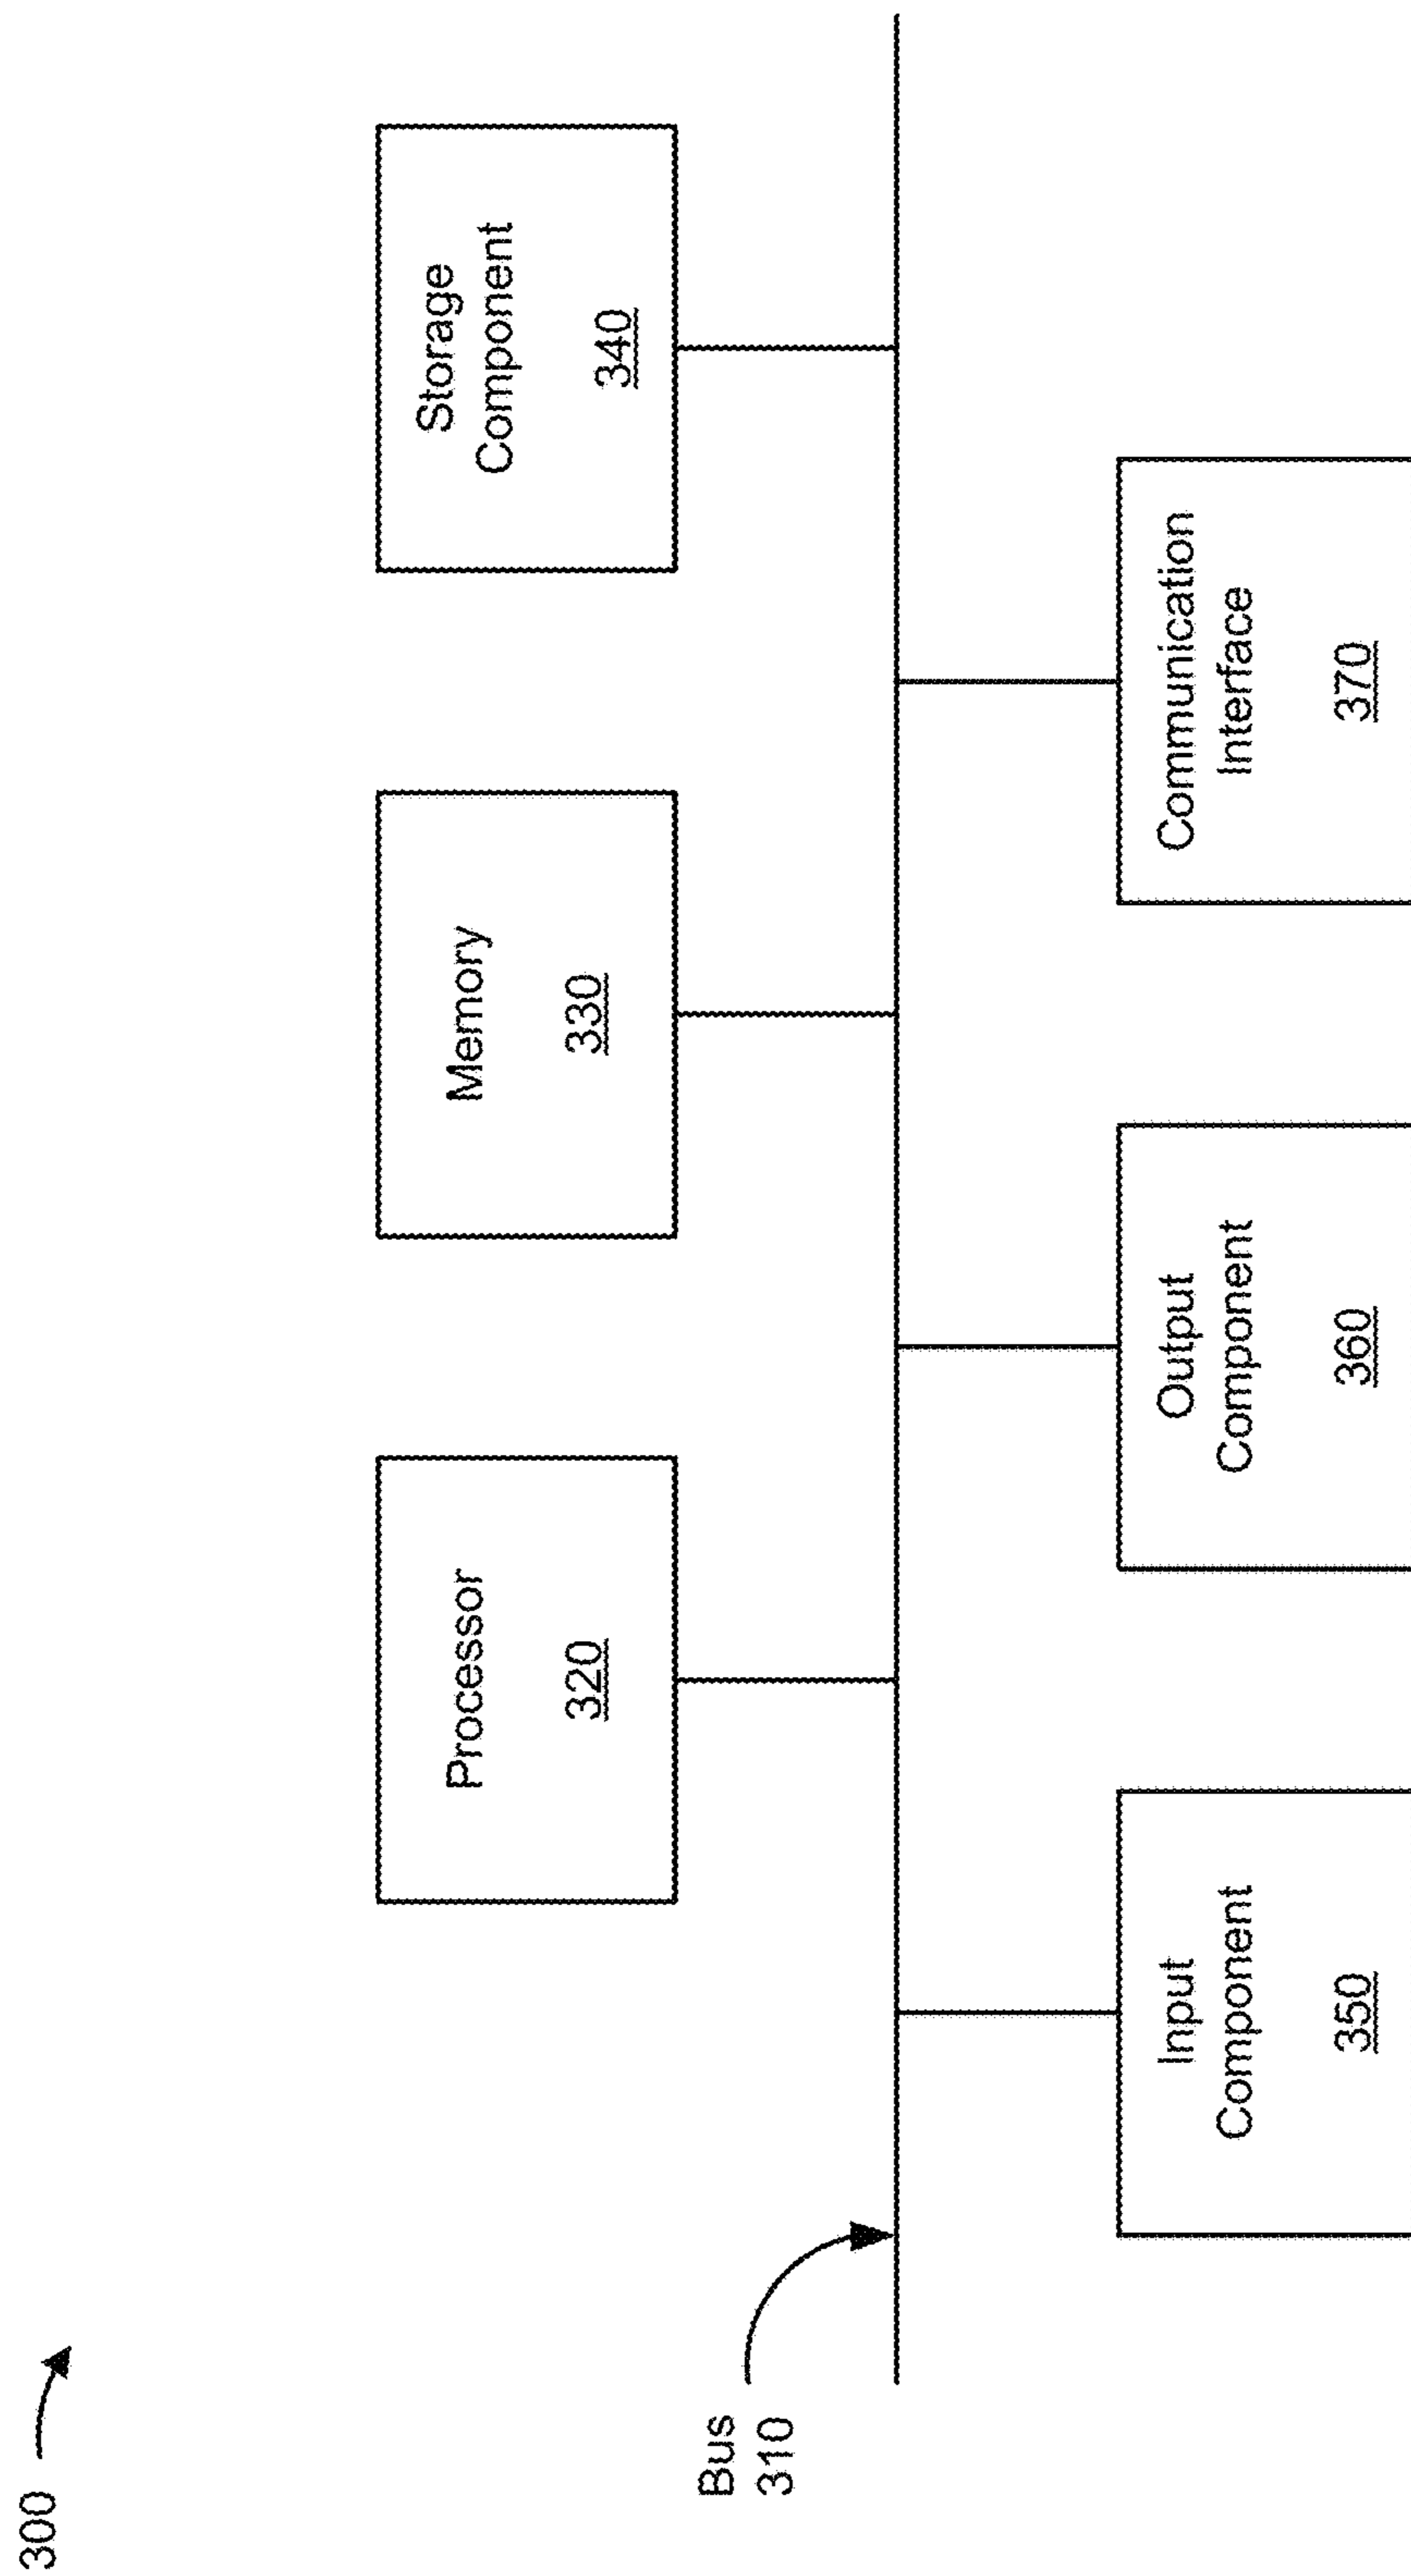 300
Processor
320
Memory
330
Storage
Component
340
Bus
310
Input
Component
350
Output
Component
360
Communication
Interface
370